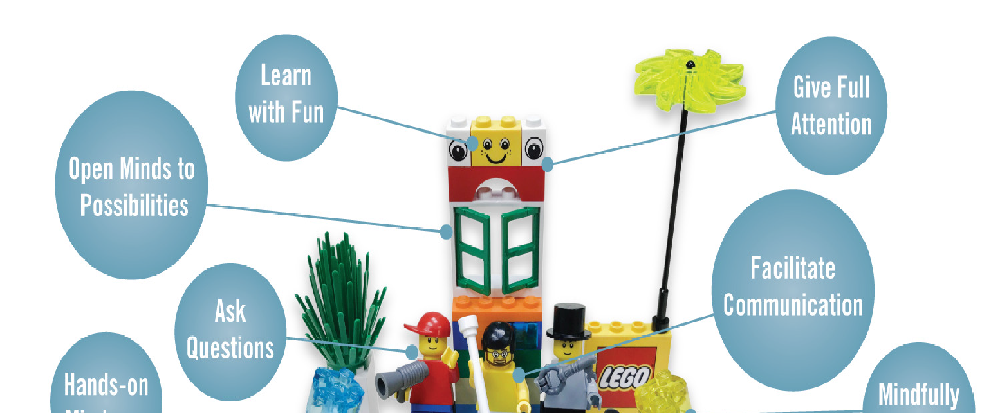 Learn
with Fun
Give Full
Attention
Open Minds to
Possibilities
Facilitate
Communication
Ask
Questions
Hands-on
LEGO
Mindfully